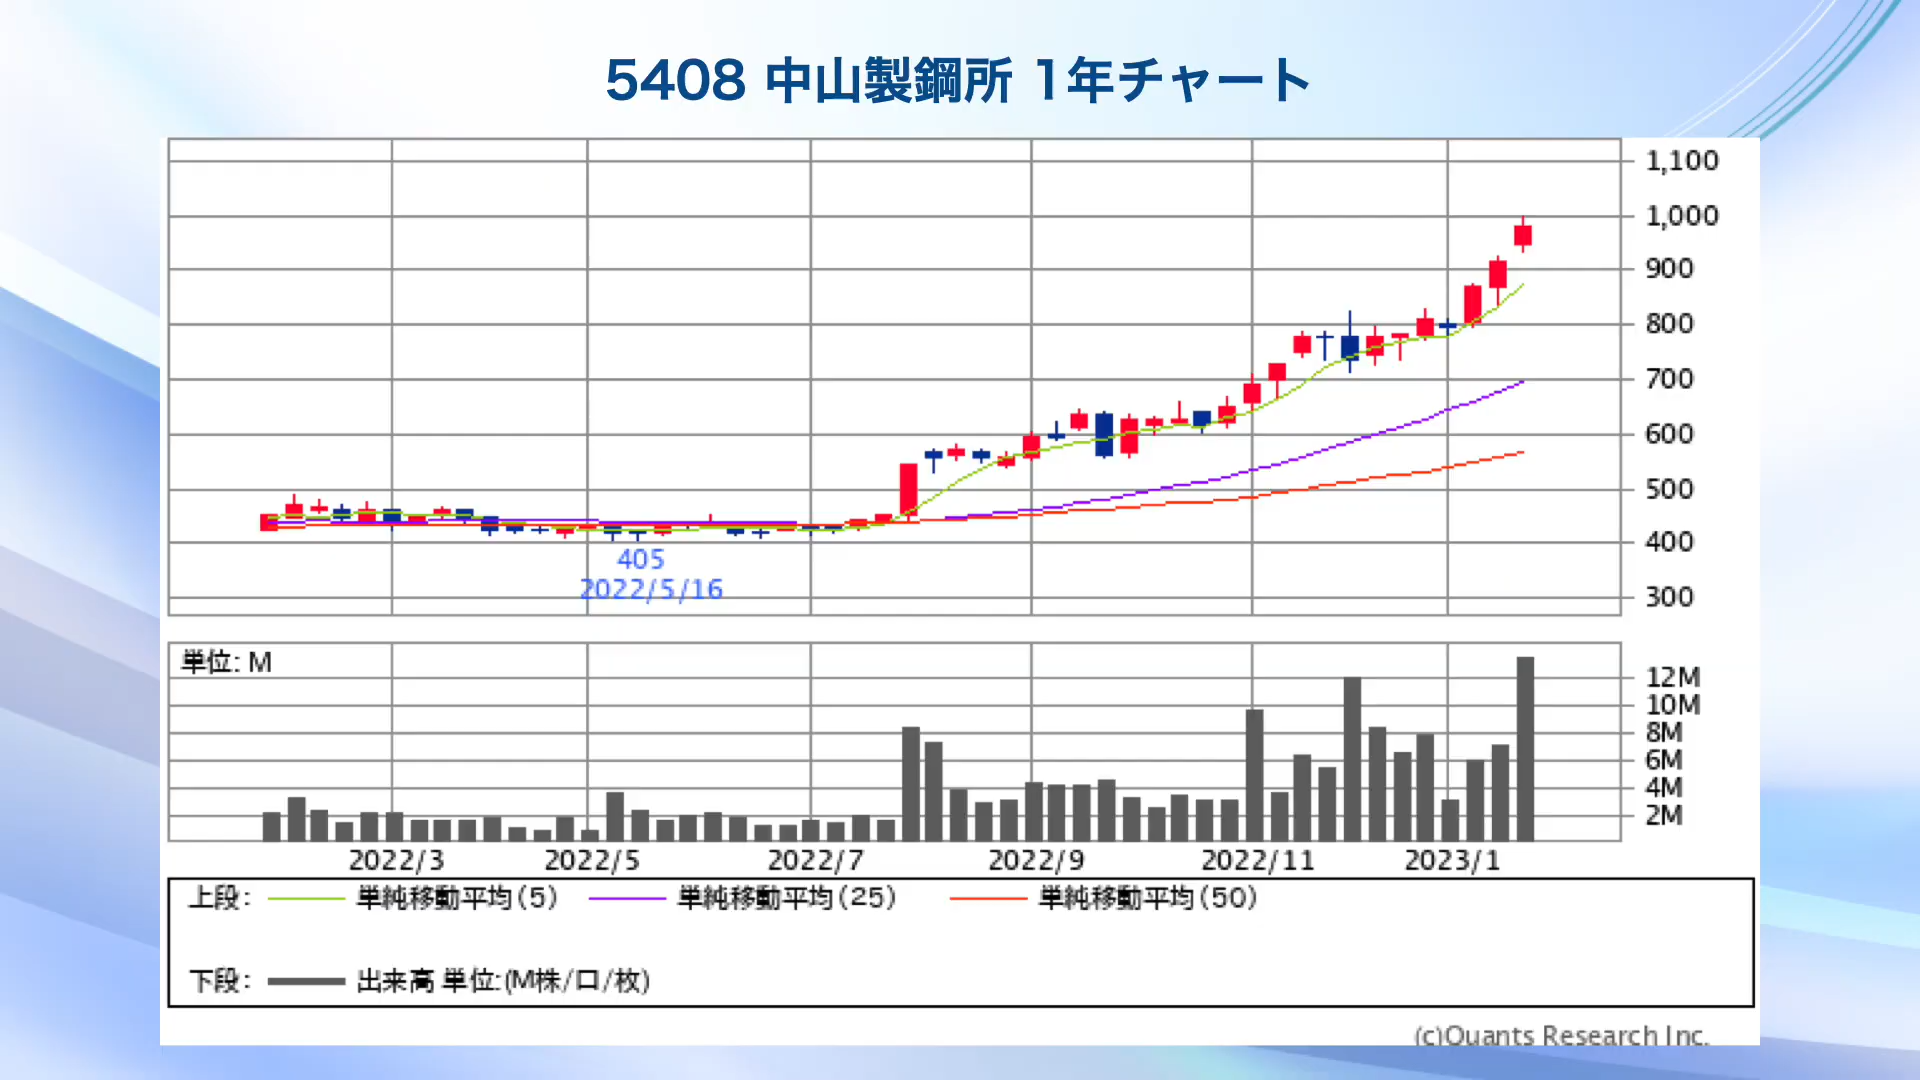 5408 中山製鋼所 1年チャート
1,100
1,000
900
800
700
600
500
400
300
405
2022/5/16
単位: M
12M
10M
8M
6M
4M
2M
2022/3 2022/5 2022/7 2022/9 2022/11 2023/1
上段: 単純移動平均(5) 単純移動平均(25) 単純移動平均(50)
下段: 出来高 単位:(M株/口/枚)
(c)Quants Research Inc.